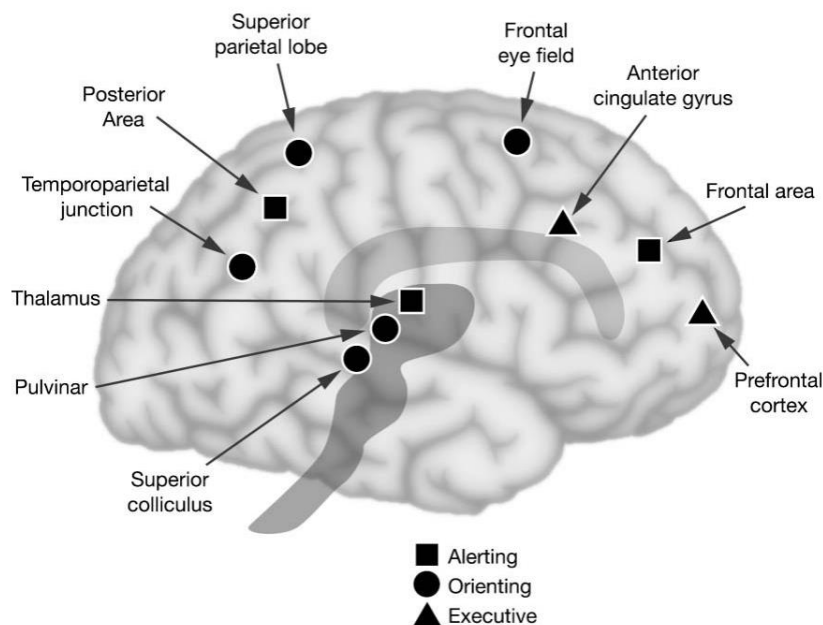 Superior
parietal lobe
Frontal
eye field
Posterior
Area
Anterior
cingulate gyrus
Temporoparietal
junction
Frontal area
Thalamus
Pulvinar
Prefrontal
cortex
Superior
colliculus
Alerting
Orienting
Executive